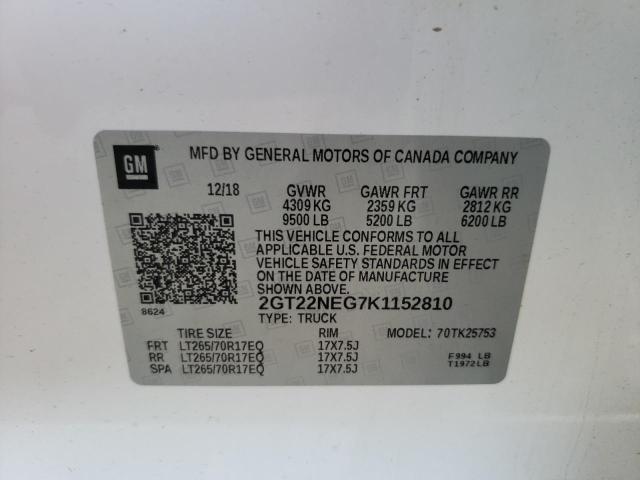 GM
MFD BY GENERAL MOTORS OF CANADA COMPANY
12/18 GVWR GAWR FRT GAWR RR
4309 KG 2359 KG 2812 KG
9500 LB 5200 LB 6200 LB
THIS VEHICLE CONFORMS TO ALL
APPLICABLE U.S. FEDERAL MOTOR
VEHICLE SAFETY STANDARDS IN EFFECT
ON THE DATE OF MANUFACTURE
SHOWN ABOVE.
8624
2GT22NEG7K1152810
TYPE: TRUCK
TIRE SIZE RIM MODEL: 70TK25753
FRT LT265/70R17EQ 17X7.5J
RR LT265/70R17EQ 17X7.5J F994 LB
SPA LT265/70R17EQ 17X7.5J T1972LB